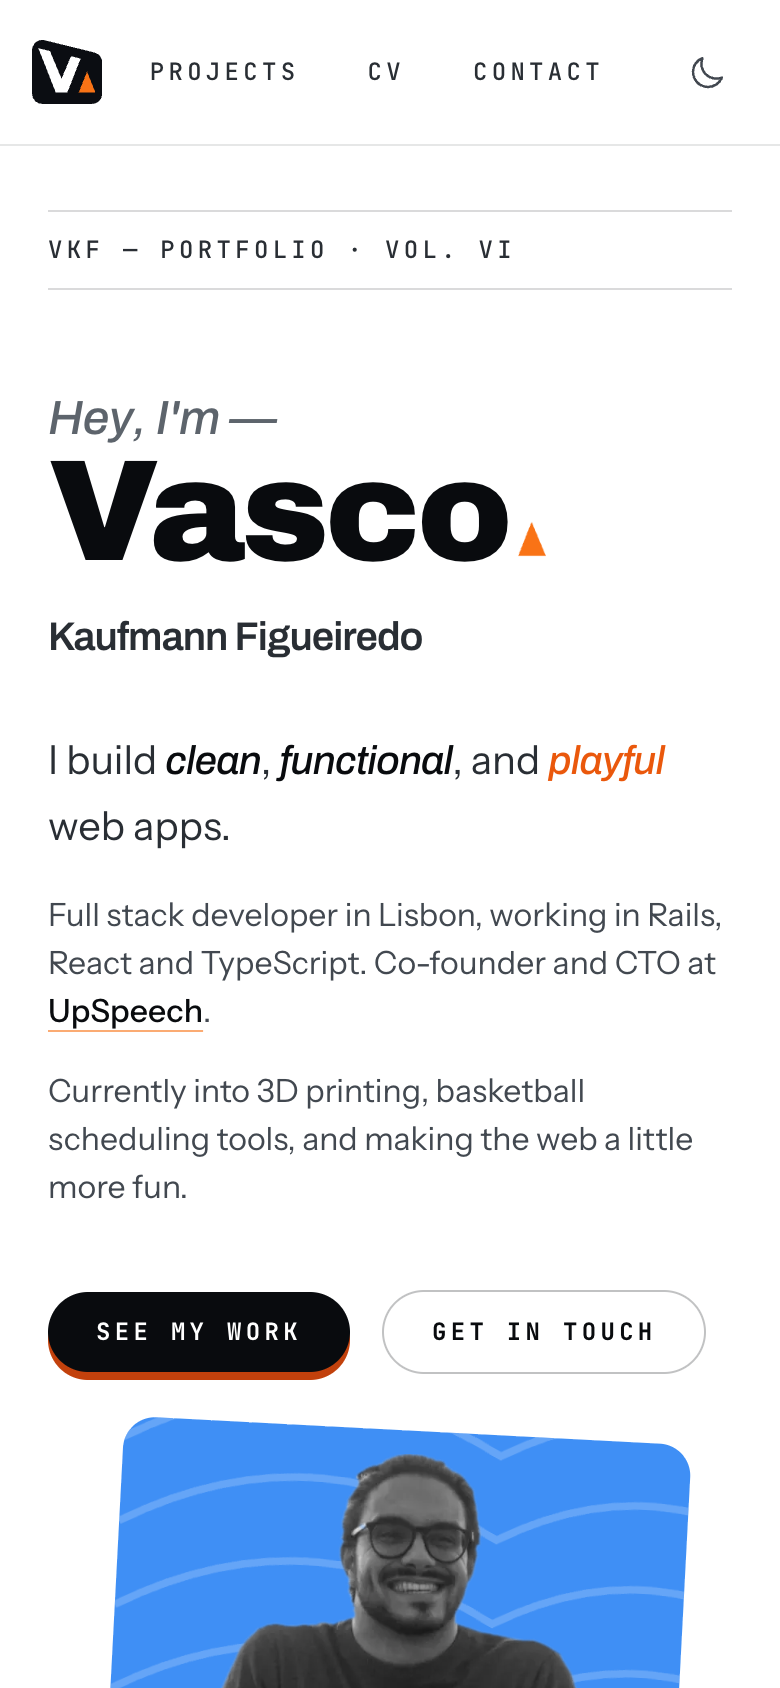 PROJECTS CV CONTACT
VKF — PORTFOLIO · VOL. VI
Hey, I'm —
Vasco
Kaufmann Figueiredo
I build clean, functional, and playful
web apps.
Full stack developer in Lisbon, working in Rails,
React and TypeScript. Co-founder and CTO at
UpSpeech.
Currently into 3D printing, basketball
scheduling tools, and making the web a little
more fun.
SEE MY WORK GET IN TOUCH